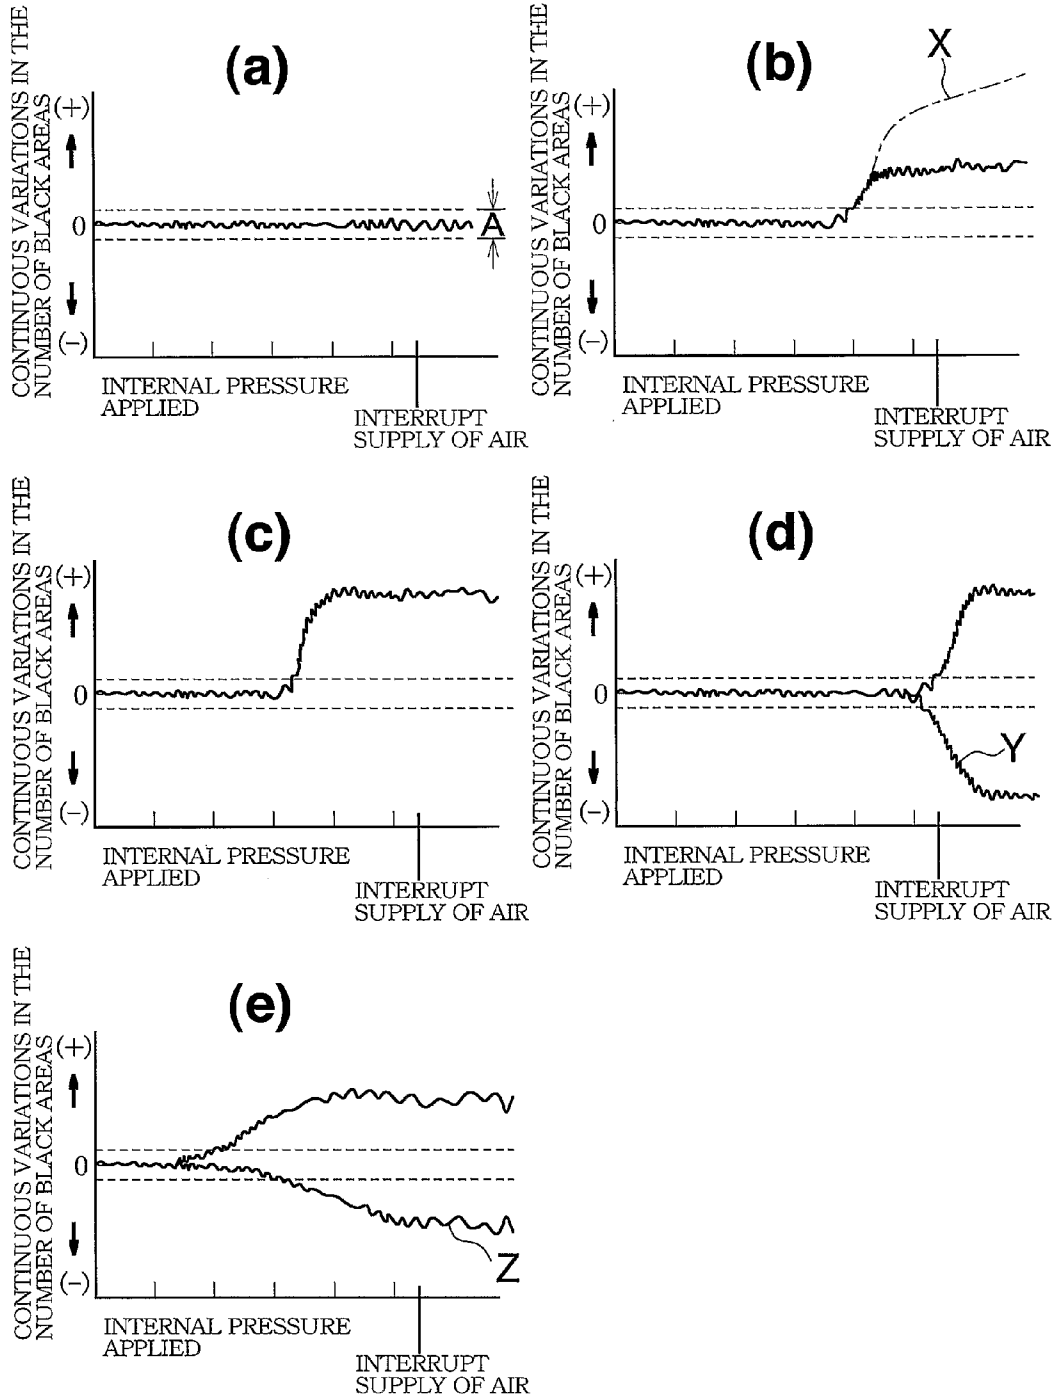 (a)
CONTINUOUS VARIATIONS IN THE
NUMBER OF BLACK AREAS
(+)
0
(−)
A
INTERNAL PRESSURE
APPLIED
INTERRUPT
SUPPLY OF AIR
(b)
X
CONTINUOUS VARIATIONS IN THE
NUMBER OF BLACK AREAS
(+)
0
(−)
INTERNAL PRESSURE
APPLIED
INTERRUPT
SUPPLY OF AIR
(c)
CONTINUOUS VARIATIONS IN THE
NUMBER OF BLACK AREAS
(+)
0
(−)
INTERNAL PRESSURE
APPLIED
INTERRUPT
SUPPLY OF AIR
(d)
CONTINUOUS VARIATIONS IN THE
NUMBER OF BLACK AREAS
(+)
0
(−)
Y
INTERNAL PRESSURE
APPLIED
INTERRUPT
SUPPLY OF AIR
(e)
CONTINUOUS VARIATIONS IN THE
NUMBER OF BLACK AREAS
(+)
0
(−)
Z
INTERNAL PRESSURE
APPLIED
INTERRUPT
SUPPLY OF AIR